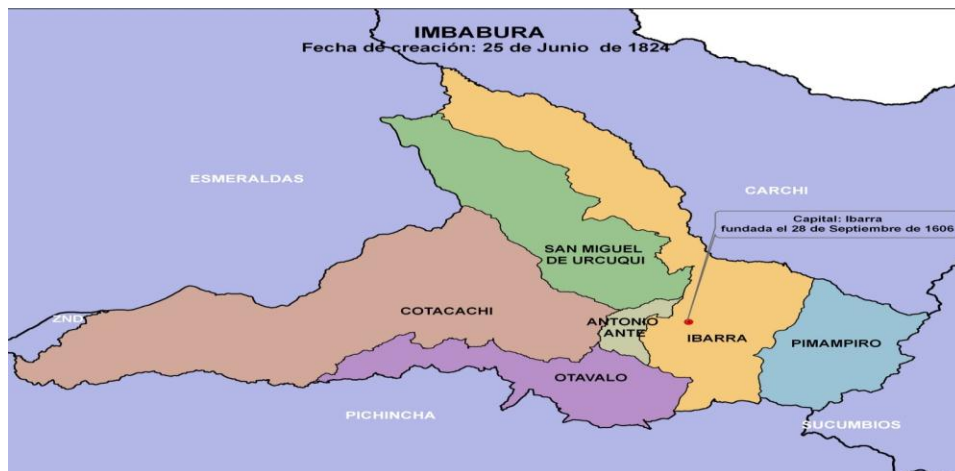 IMBABURA
Fecha de creación: 25 de Junio de 1824
ESMERALDAS
CARCHI
Capital: Ibarra
fundada el 28 de Septiembre de 1606
SAN MIGUEL
DE URCUQUI
COTACACHI
ZND
ANTONIO
ANTE
IBARRA
PIMAMPIRO
OTAVALO
PICHINCHA
SUCUMBIOS